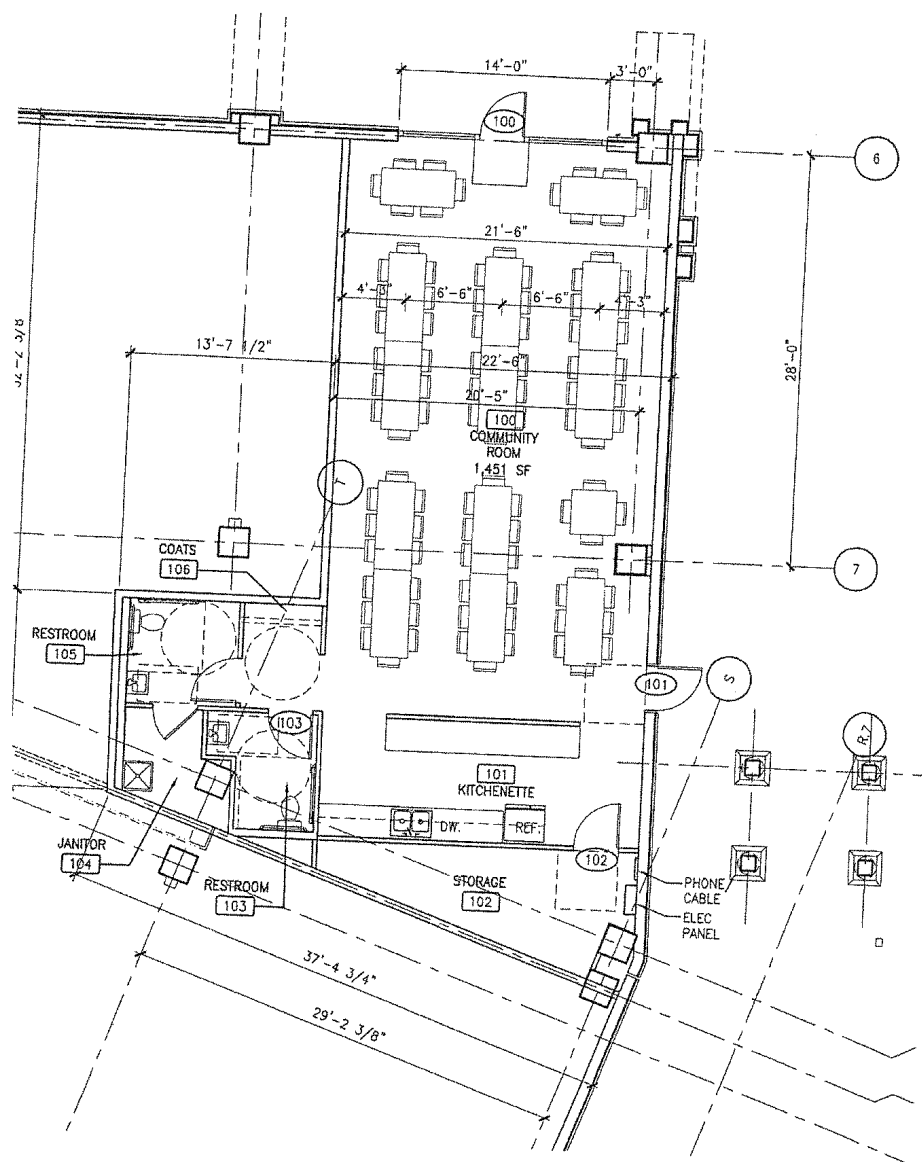 14'-0"
3'-0"
100
6
21'-6"
4'-3"
6'-6"
6'-6"
4'-3"
13'-7 1/2"
22'-6"
28'-0"
20'-5"
100
COMMUNITY
ROOM
1,451 SF
T
COATS
106
7
RESTROOM
105
101
S
103
R.7
101
KITCHENETTE
DW.
REF.
JANITOR
104
102
RESTROOM
103
STORAGE
102
PHONE
CABLE
ELEC
PANEL
37'-4 3/4"
29'-2 3/8"